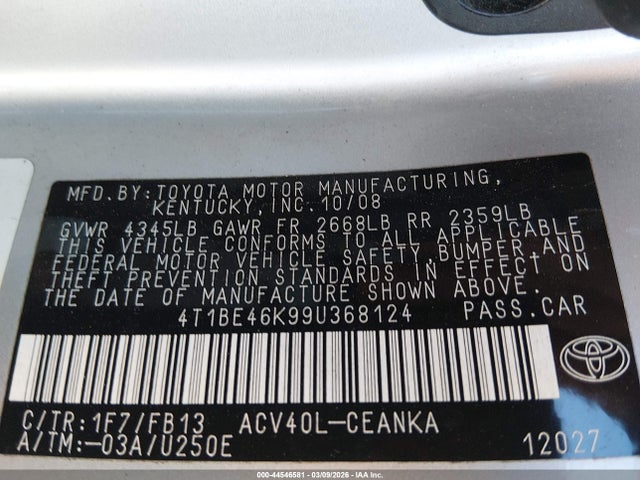 MFD.BY:TOYOTA MOTOR MANUFACTURING,
KENTUCKY,INC. 10/08
GVWR 4345LB GAWR FR 2668LB RR 2359LB
THIS VEHICLE CONFORMS TO ALL APPLICABLE
FEDERAL MOTOR VEHICLE SAFETY,BUMPER,AND
THEFT PREVENTION STANDARDS IN EFFECT ON
THE DATE OF MANUFACTURE SHOWN ABOVE.
4T1BE46K99U368124 PASS.CAR
C/TR:1F7/FB13 ACV40L-CEANKA
A/TM:-03A/U250E 12027
TOYOTA
000-44546581 - 03/09/2026 - IAAI.COM